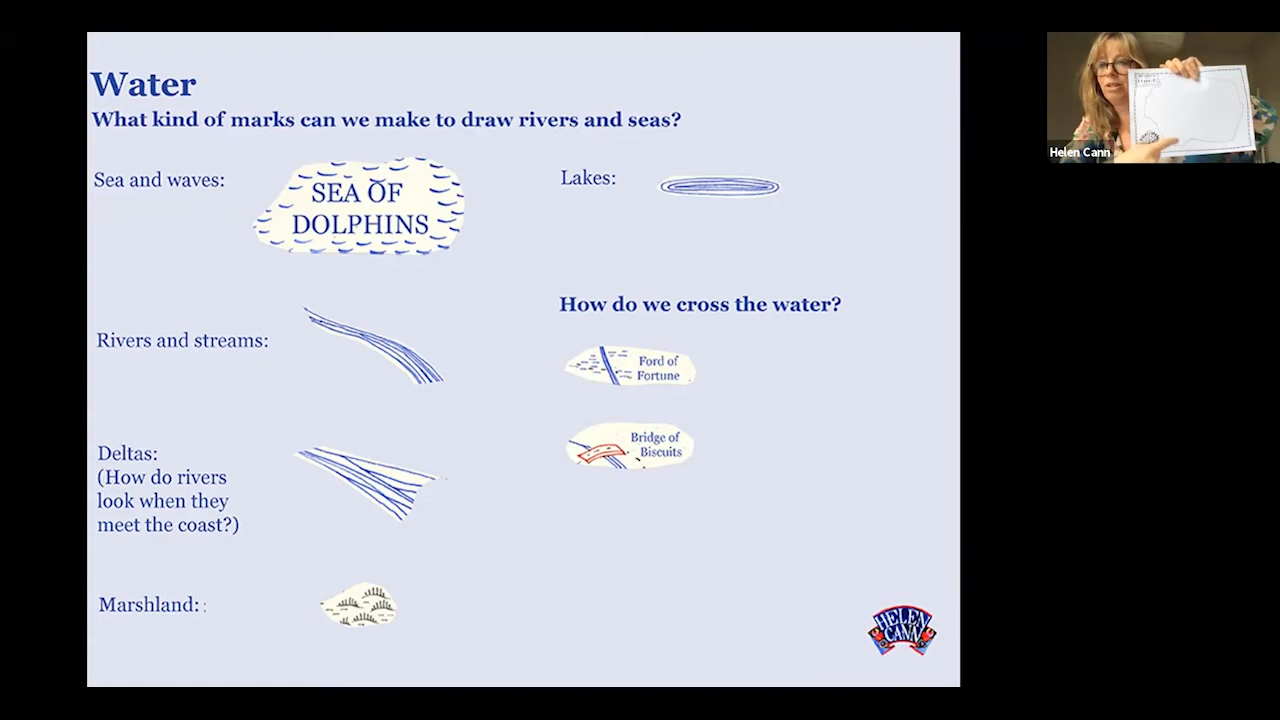 Water
What kind of marks can we make to draw rivers and seas?
Sea and waves:
SEA OF
DOLPHINS
Rivers and streams:
Deltas:
(How do rivers
look when they
meet the coast?)
Marshland: :
Lakes:
How do we cross the water?
Ford of
Fortune
Bridge of
Biscuits
HELEN
CANN
Helen Cann